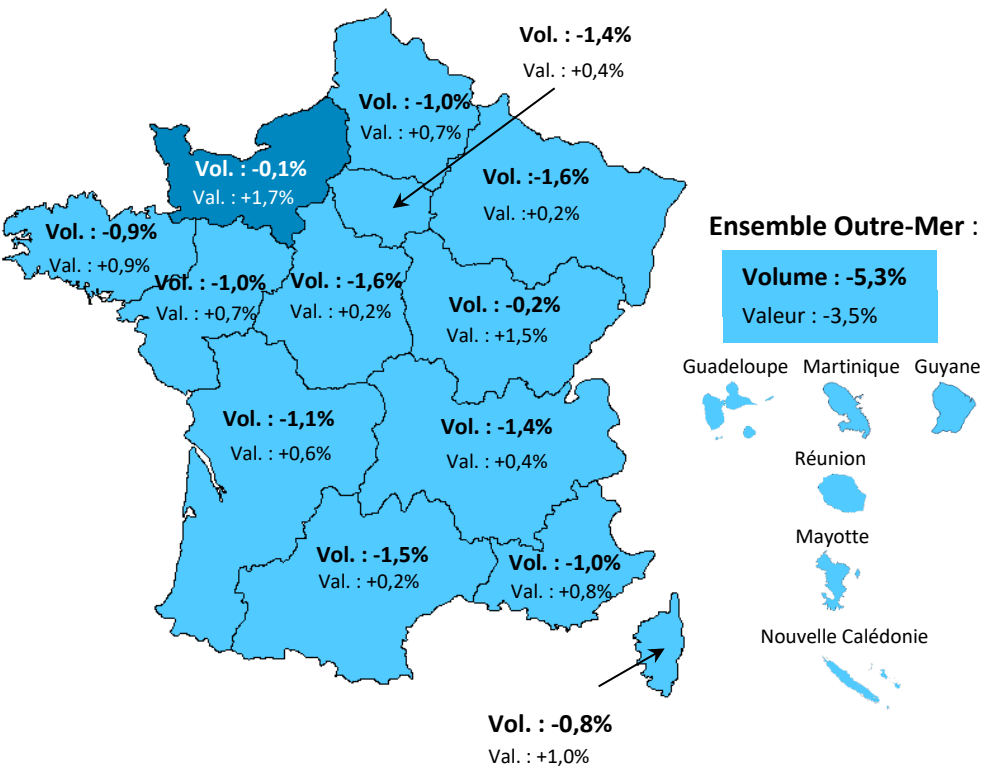 Vol. : -1,4%
Val. : +0,4%
Vol. : -1,0%
Val. : +0,7%
Vol. : -0,1%
Val. : +1,7%
Vol. :-1,6%
Val. :+0,2%
Vol. : -0,9%
Val. : +0,9%
Vol. : -1,0%
Val. : +0,7%
Vol. : -1,6%
Val. : +0,2%
Vol. : -0,2%
Val. : +1,5%
Vol. : -1,1%
Val. : +0,6%
Vol. : -1,4%
Val. : +0,4%
Vol. : -1,5%
Val. : +0,2%
Vol. : -1,0%
Val. : +0,8%
Vol. : -0,8%
Val. : +1,0%
Ensemble Outre-Mer :
Volume : -5,3%
Valeur : -3,5%
Guadeloupe Martinique Guyane
Réunion
Mayotte
Nouvelle Calédonie